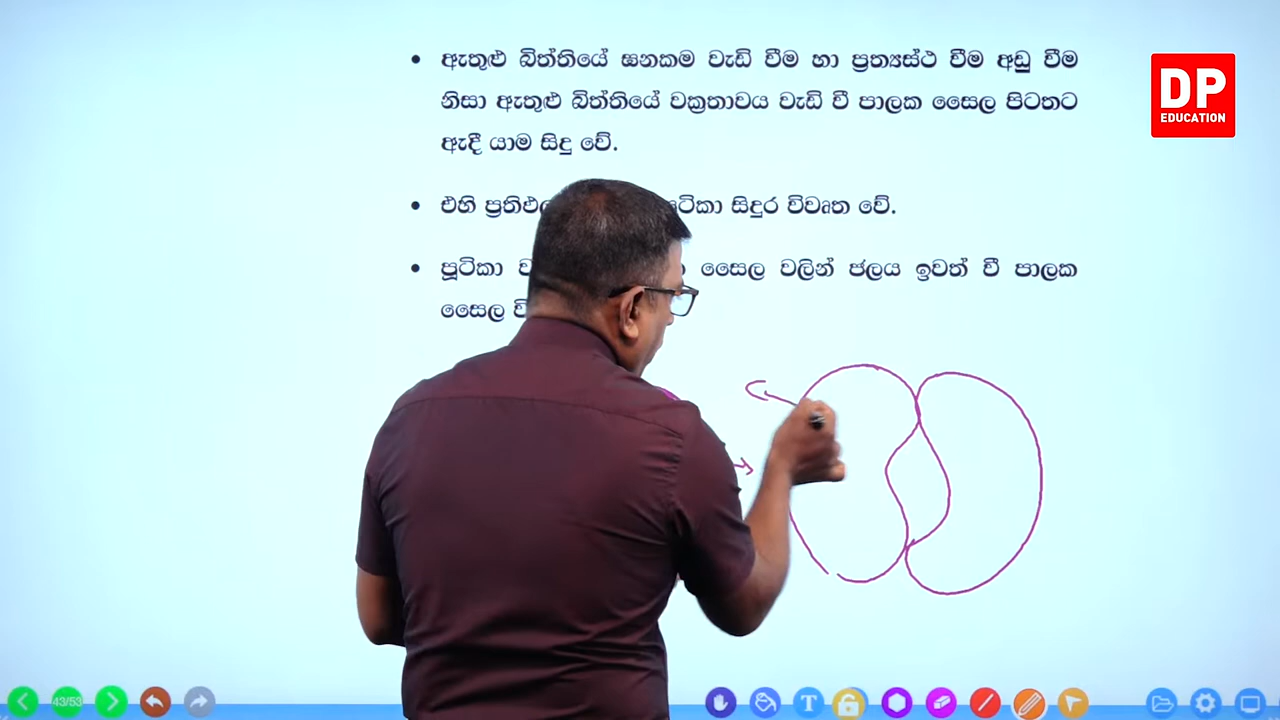 • ඇතුළු බිත්තියේ ඝනකම වැඩි වීම හා ප්‍රත්‍යස්ථ වීම අඩු වීම
නිසා ඇතුළු බිත්තියේ වක්‍රතාවය වැඩි වී පාලක සෛල පිටතට
ඇදී යාම සිදු වේ.
• එහි සිදුර විවෘත වේ.
• පූටිකා සෛල වලින් ජලය ඉවත් වී පාලක
සෛල
DP
EDUCATION
43/53
T